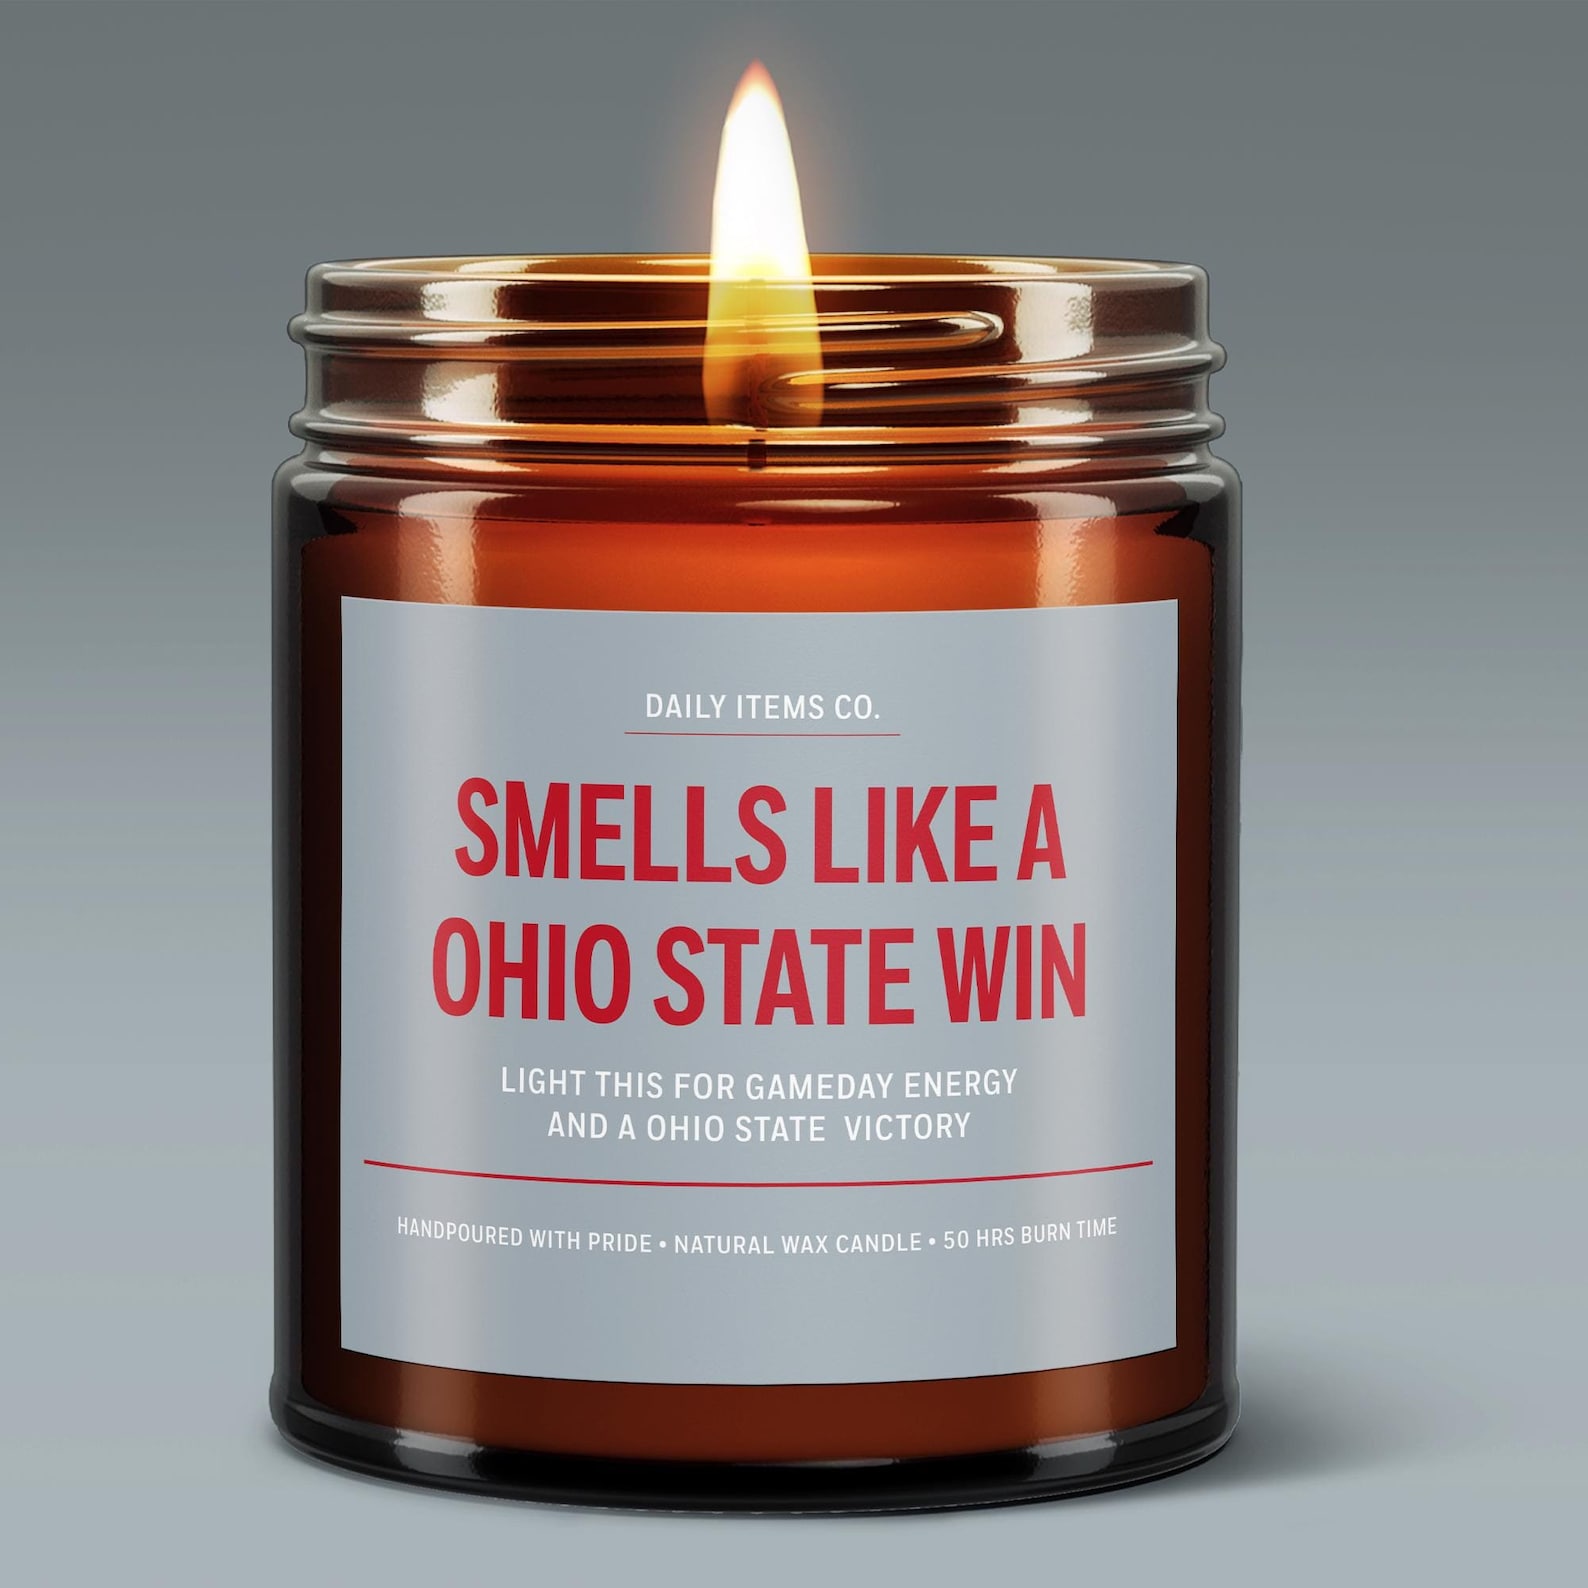 DAILY ITEMS CO.
SMELLS LIKE A
OHIO STATE WIN
LIGHT THIS FOR GAMEDAY ENERGY
AND A OHIO STATE  VICTORY
HANDPOURED WITH PRIDE • NATURAL WAX CANDLE • 50 HRS BURN TIME